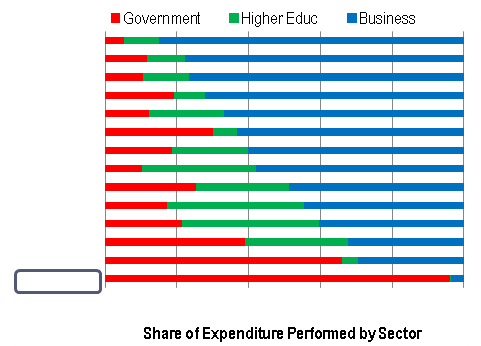 Government Higher Educ Business
Share of Expenditure Performed by Sector